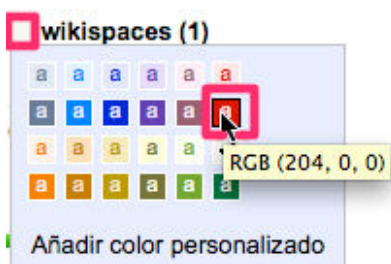 wikispaces (1)
a a a a a a
a a a a a a
a a a a a
RGB (204, 0, 0)
a a a a a a
Añadir color personalizado